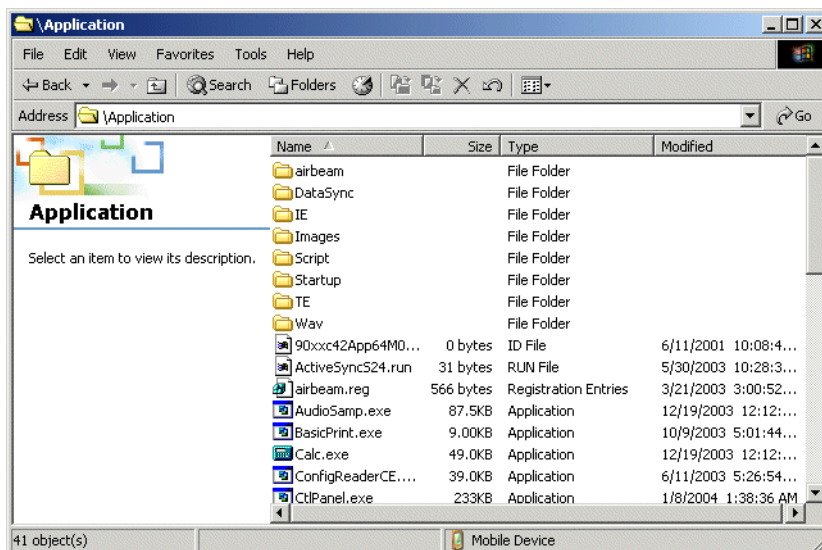 \Application
File Edit View Favorites Tools Help
Back Search Folders
Address \Application Go
Name Size Type Modified
airbeam File Folder
DataSync File Folder
IE File Folder
Images File Folder
Script File Folder
Startup File Folder
TE File Folder
Wav File Folder
90xxc42App64M0... 0 bytes ID File 6/11/2001 10:08:4...
ActiveSyncS24.run 31 bytes RUN File 5/30/2003 10:28:3...
airbeam.reg 566 bytes Registration Entries 3/21/2003 3:00:52...
AudioSamp.exe 87.5KB Application 12/19/2003 12:12:...
BasicPrint.exe 9.00KB Application 10/9/2003 5:01:44...
Calc.exe 49.0KB Application 12/19/2003 12:12:...
ConfigReaderCE.... 39.0KB Application 6/11/2003 5:26:54...
CtlPanel.exe 233KB Application 1/8/2004 1:38:36 AM
Application
Select an item to view its description.
41 object(s) Mobile Device